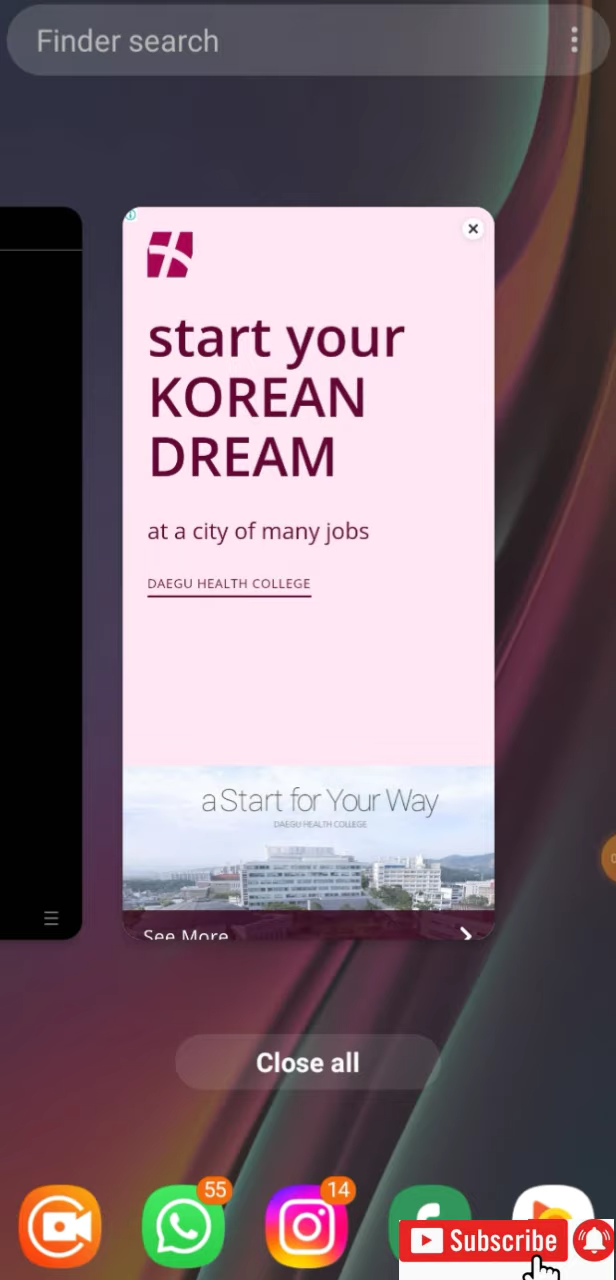 Finder search
start your
KOREAN
DREAM
at a city of many jobs
DAEGU HEALTH COLLEGE
a Start for Your Way
DAEGU HEALTH COLLEGE
See More
Close all
55
14
Subscribe